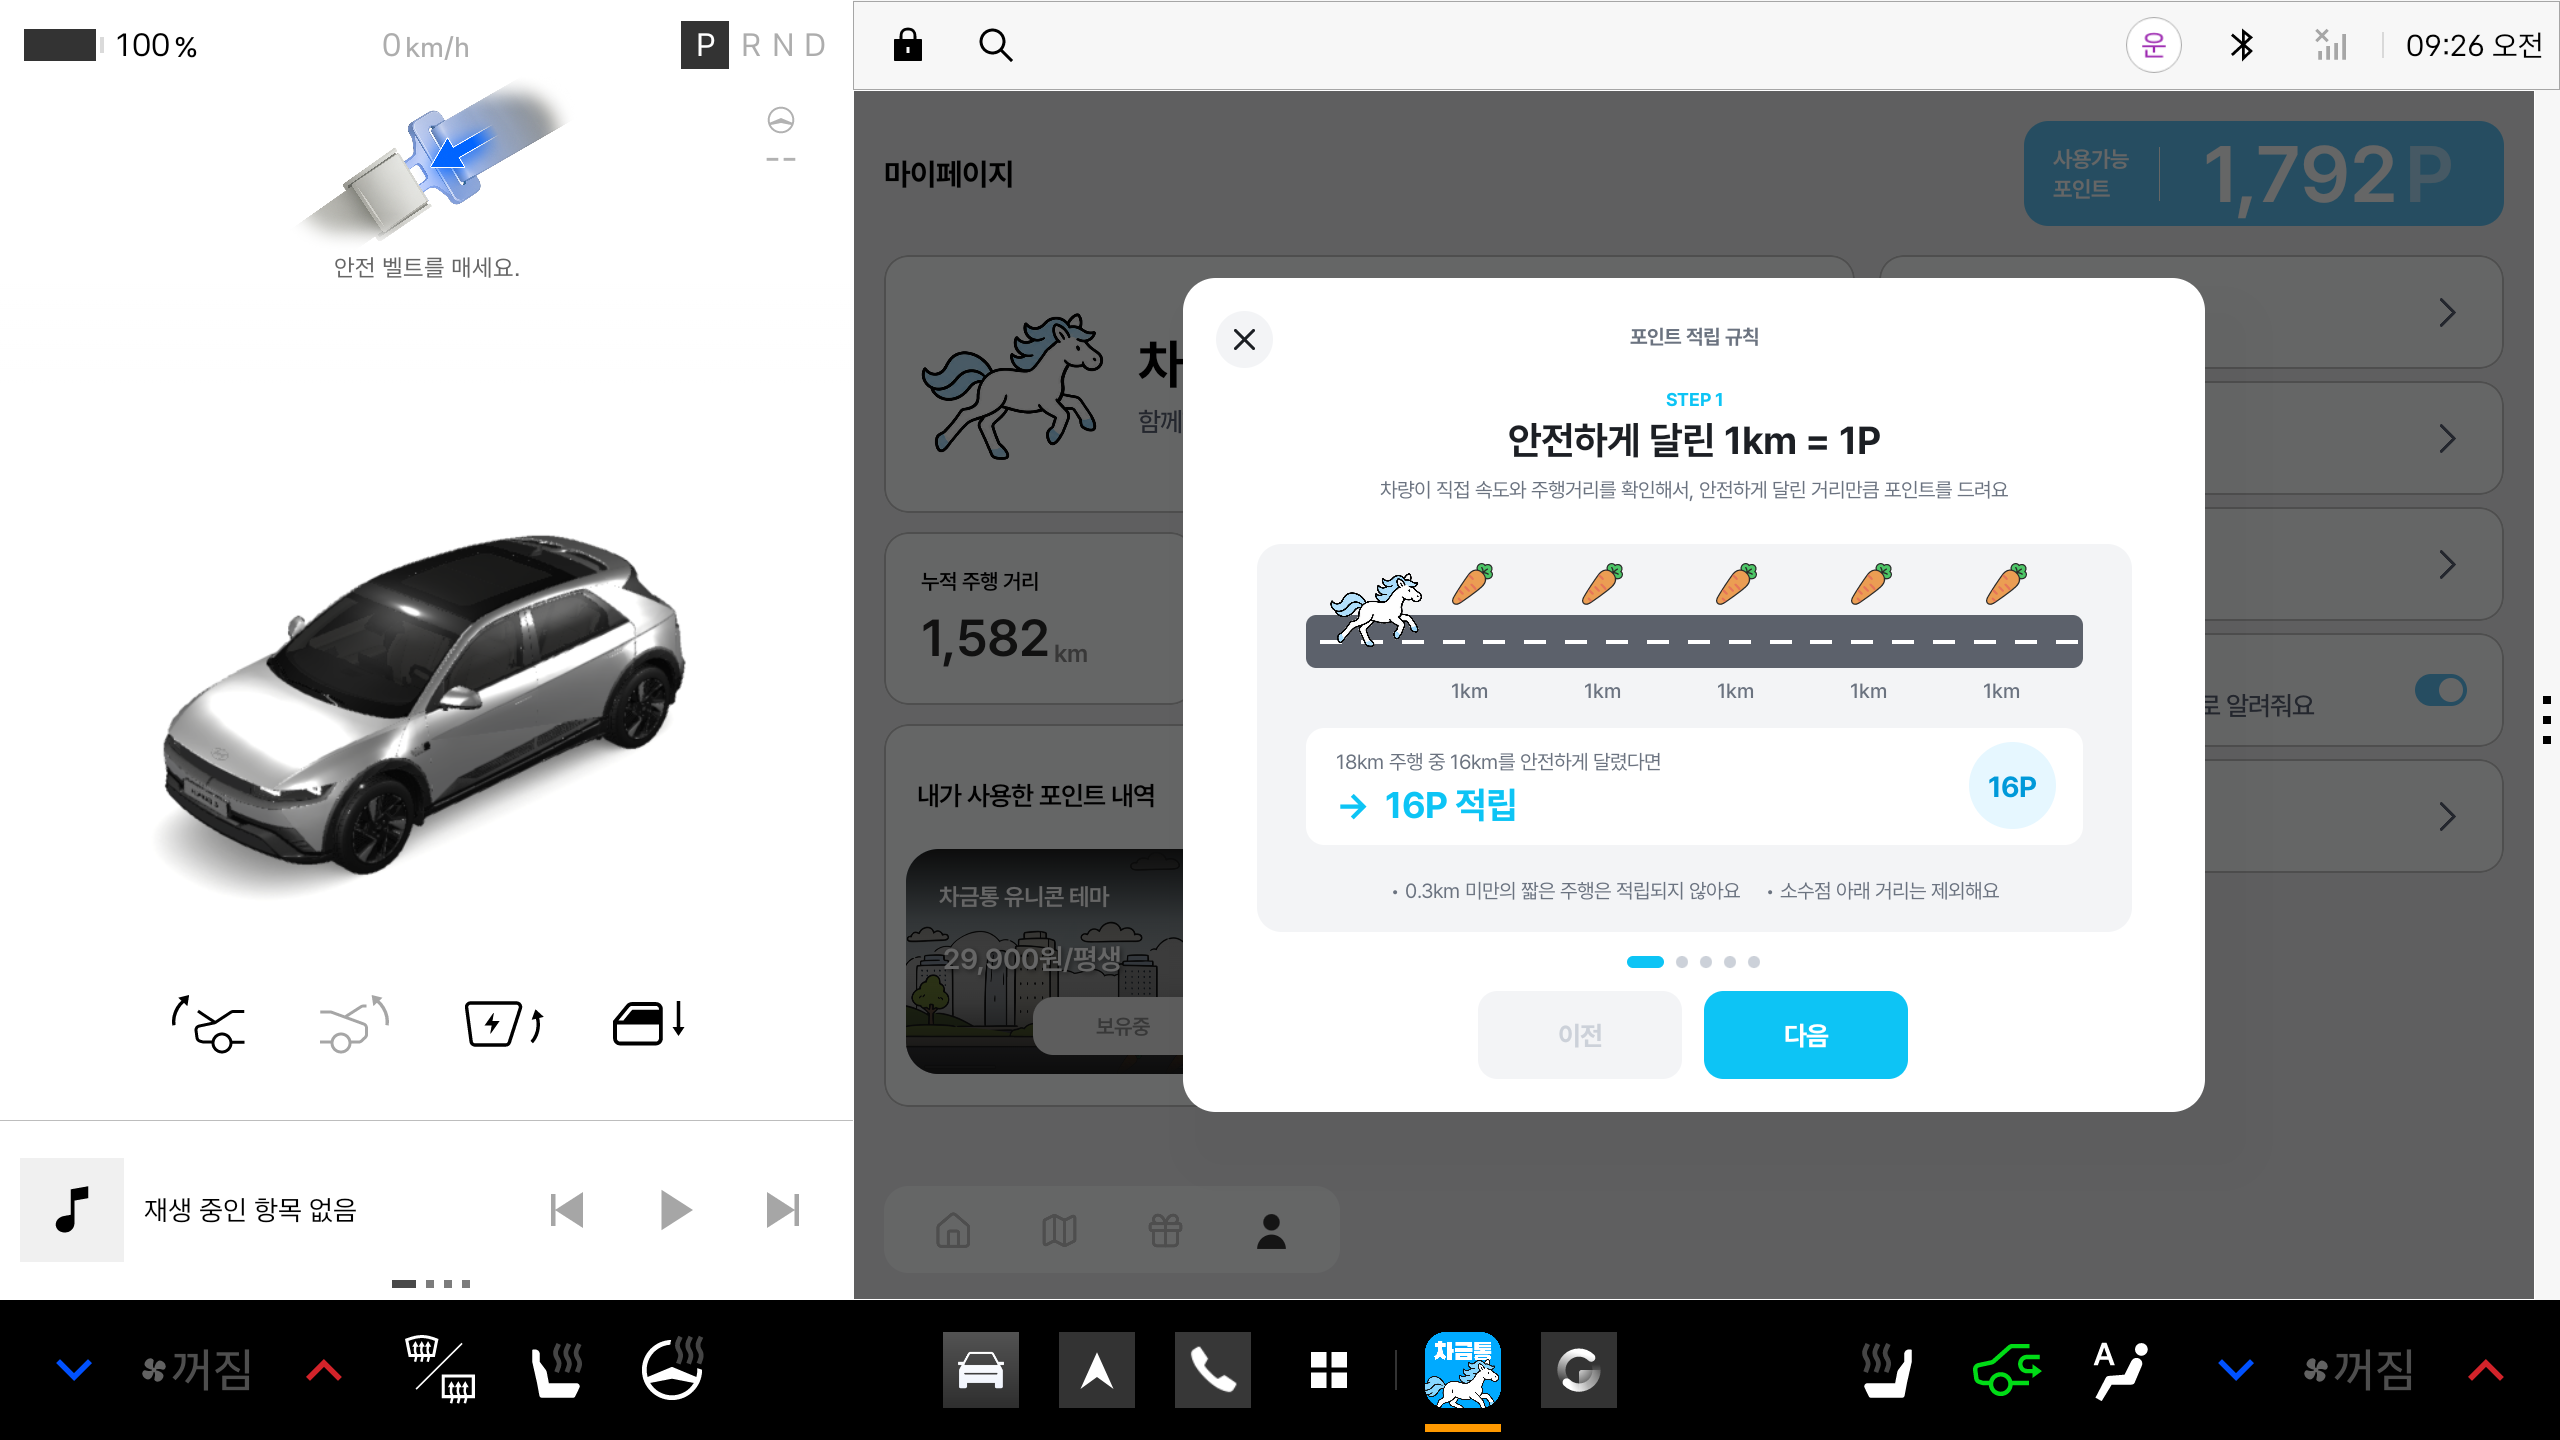 100 %
0 km/h
P R N D
운
09:26 오전
안전 벨트를 매세요.
재생 중인 항목 없음
마이페이지
사용가능
포인트
1,792 P
차
함께
누적 주행 거리
1,582 km
내가 사용한 포인트 내역
차금통 유니콘 테마
29,900원/평생
보유중
로 알려줘요
포인트 적립 규칙
STEP 1
안전하게 달린 1km = 1P
차량이 직접 속도와 주행거리를 확인해서, 안전하게 달린 거리만큼 포인트를 드려요
1km 1km 1km 1km 1km
18km 주행 중 16km를 안전하게 달렸다면
→ 16P 적립
16P
• 0.3km 미만의 짧은 주행은 적립되지 않아요 • 소수점 아래 거리는 제외해요
이전
다음
꺼짐
차금통
G
A
꺼짐